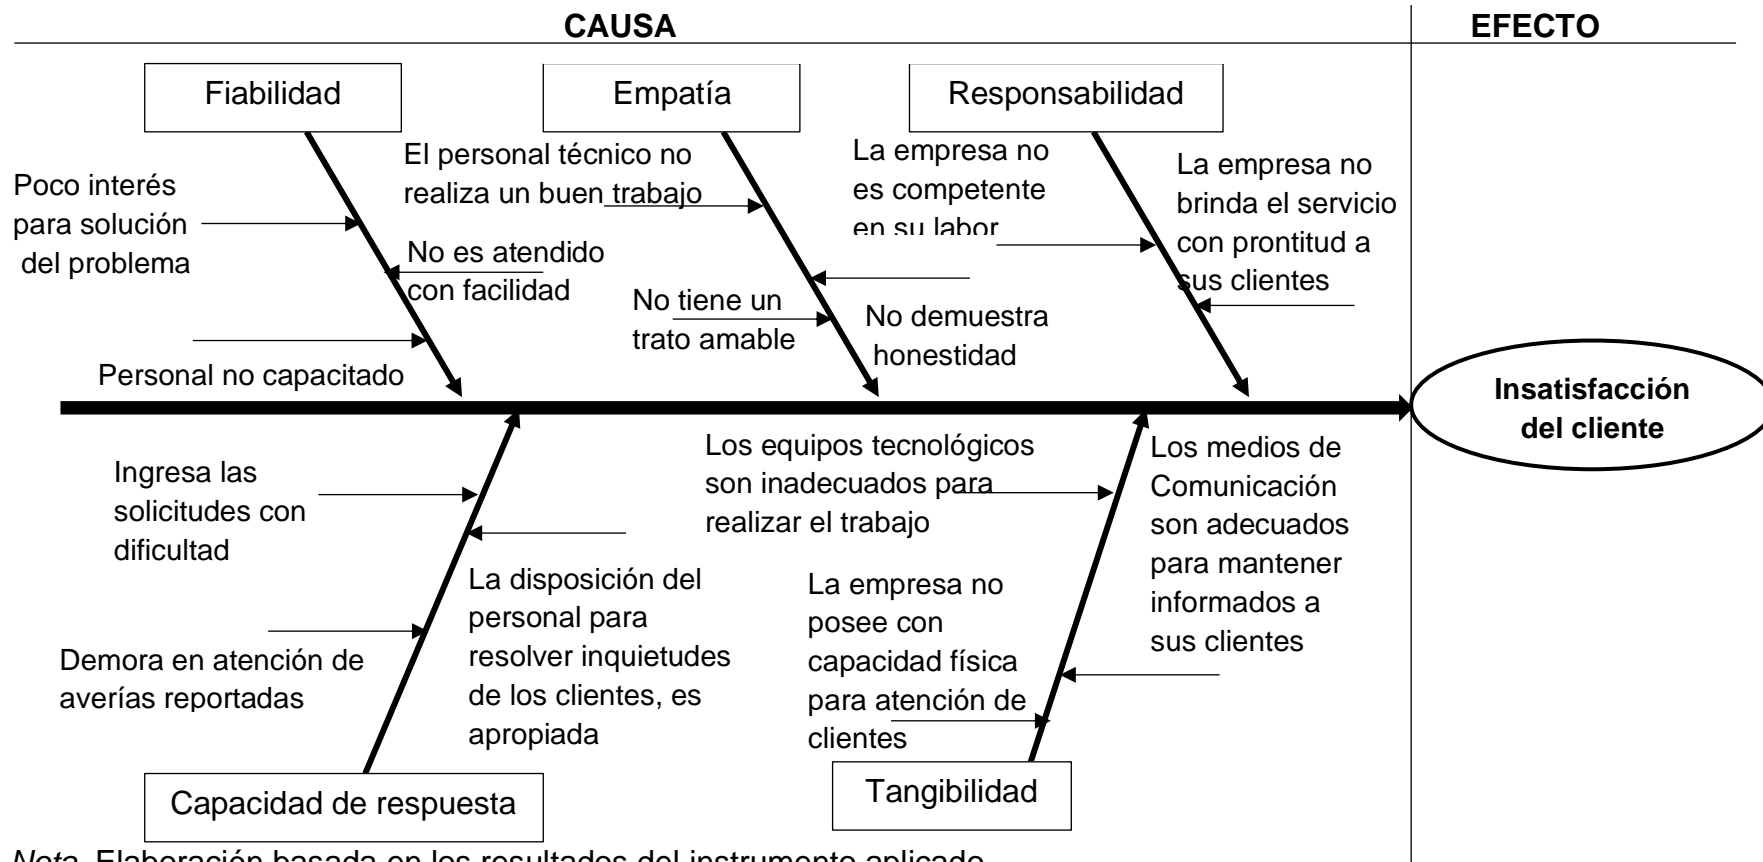 CAUSA
EFECTO
Fiabilidad
Empatía
Responsabilidad
Poco interés
para solución
del problema
No es atendido
con facilidad
Personal no capacitado
El personal técnico no
realiza un buen trabajo
No tiene un
trato amable
No demuestra
honestidad
La empresa no
es competente
en su labor
La empresa no
brinda el servicio
con prontitud a
sus clientes
Insatisfacción
del cliente
Ingresa las
solicitudes con
dificultad
Demora en atención de
averías reportadas
La disposición del
personal para
resolver inquietudes
de los clientes, es
apropiada
Los equipos tecnológicos
son inadecuados para
realizar el trabajo
La empresa no
posee con
capacidad física
para atención de
clientes
Los medios de
Comunicación
son adecuados
para mantener
informados a
sus clientes
Capacidad de respuesta
Tangibilidad
Nota. Elaboración basada en los resultados del instrumento aplicado